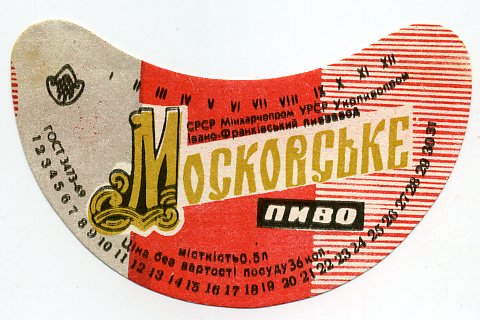 I II III IV V VI VII VIII IX X XI XII
СРСР Мінхарчопром УРСР Укрпивопром
Івано-Франківський пивзавод
ГОСТ 3473-69
Московське
ПИВО
місткість 0,5л
Ціна без вартості посуду 36 коп.
1 2 3 4 5 6 7 8 9 10 11 12 13 14 15 16 17 18 19 20 21 22 23 24 25 26 27 28 29 30 31